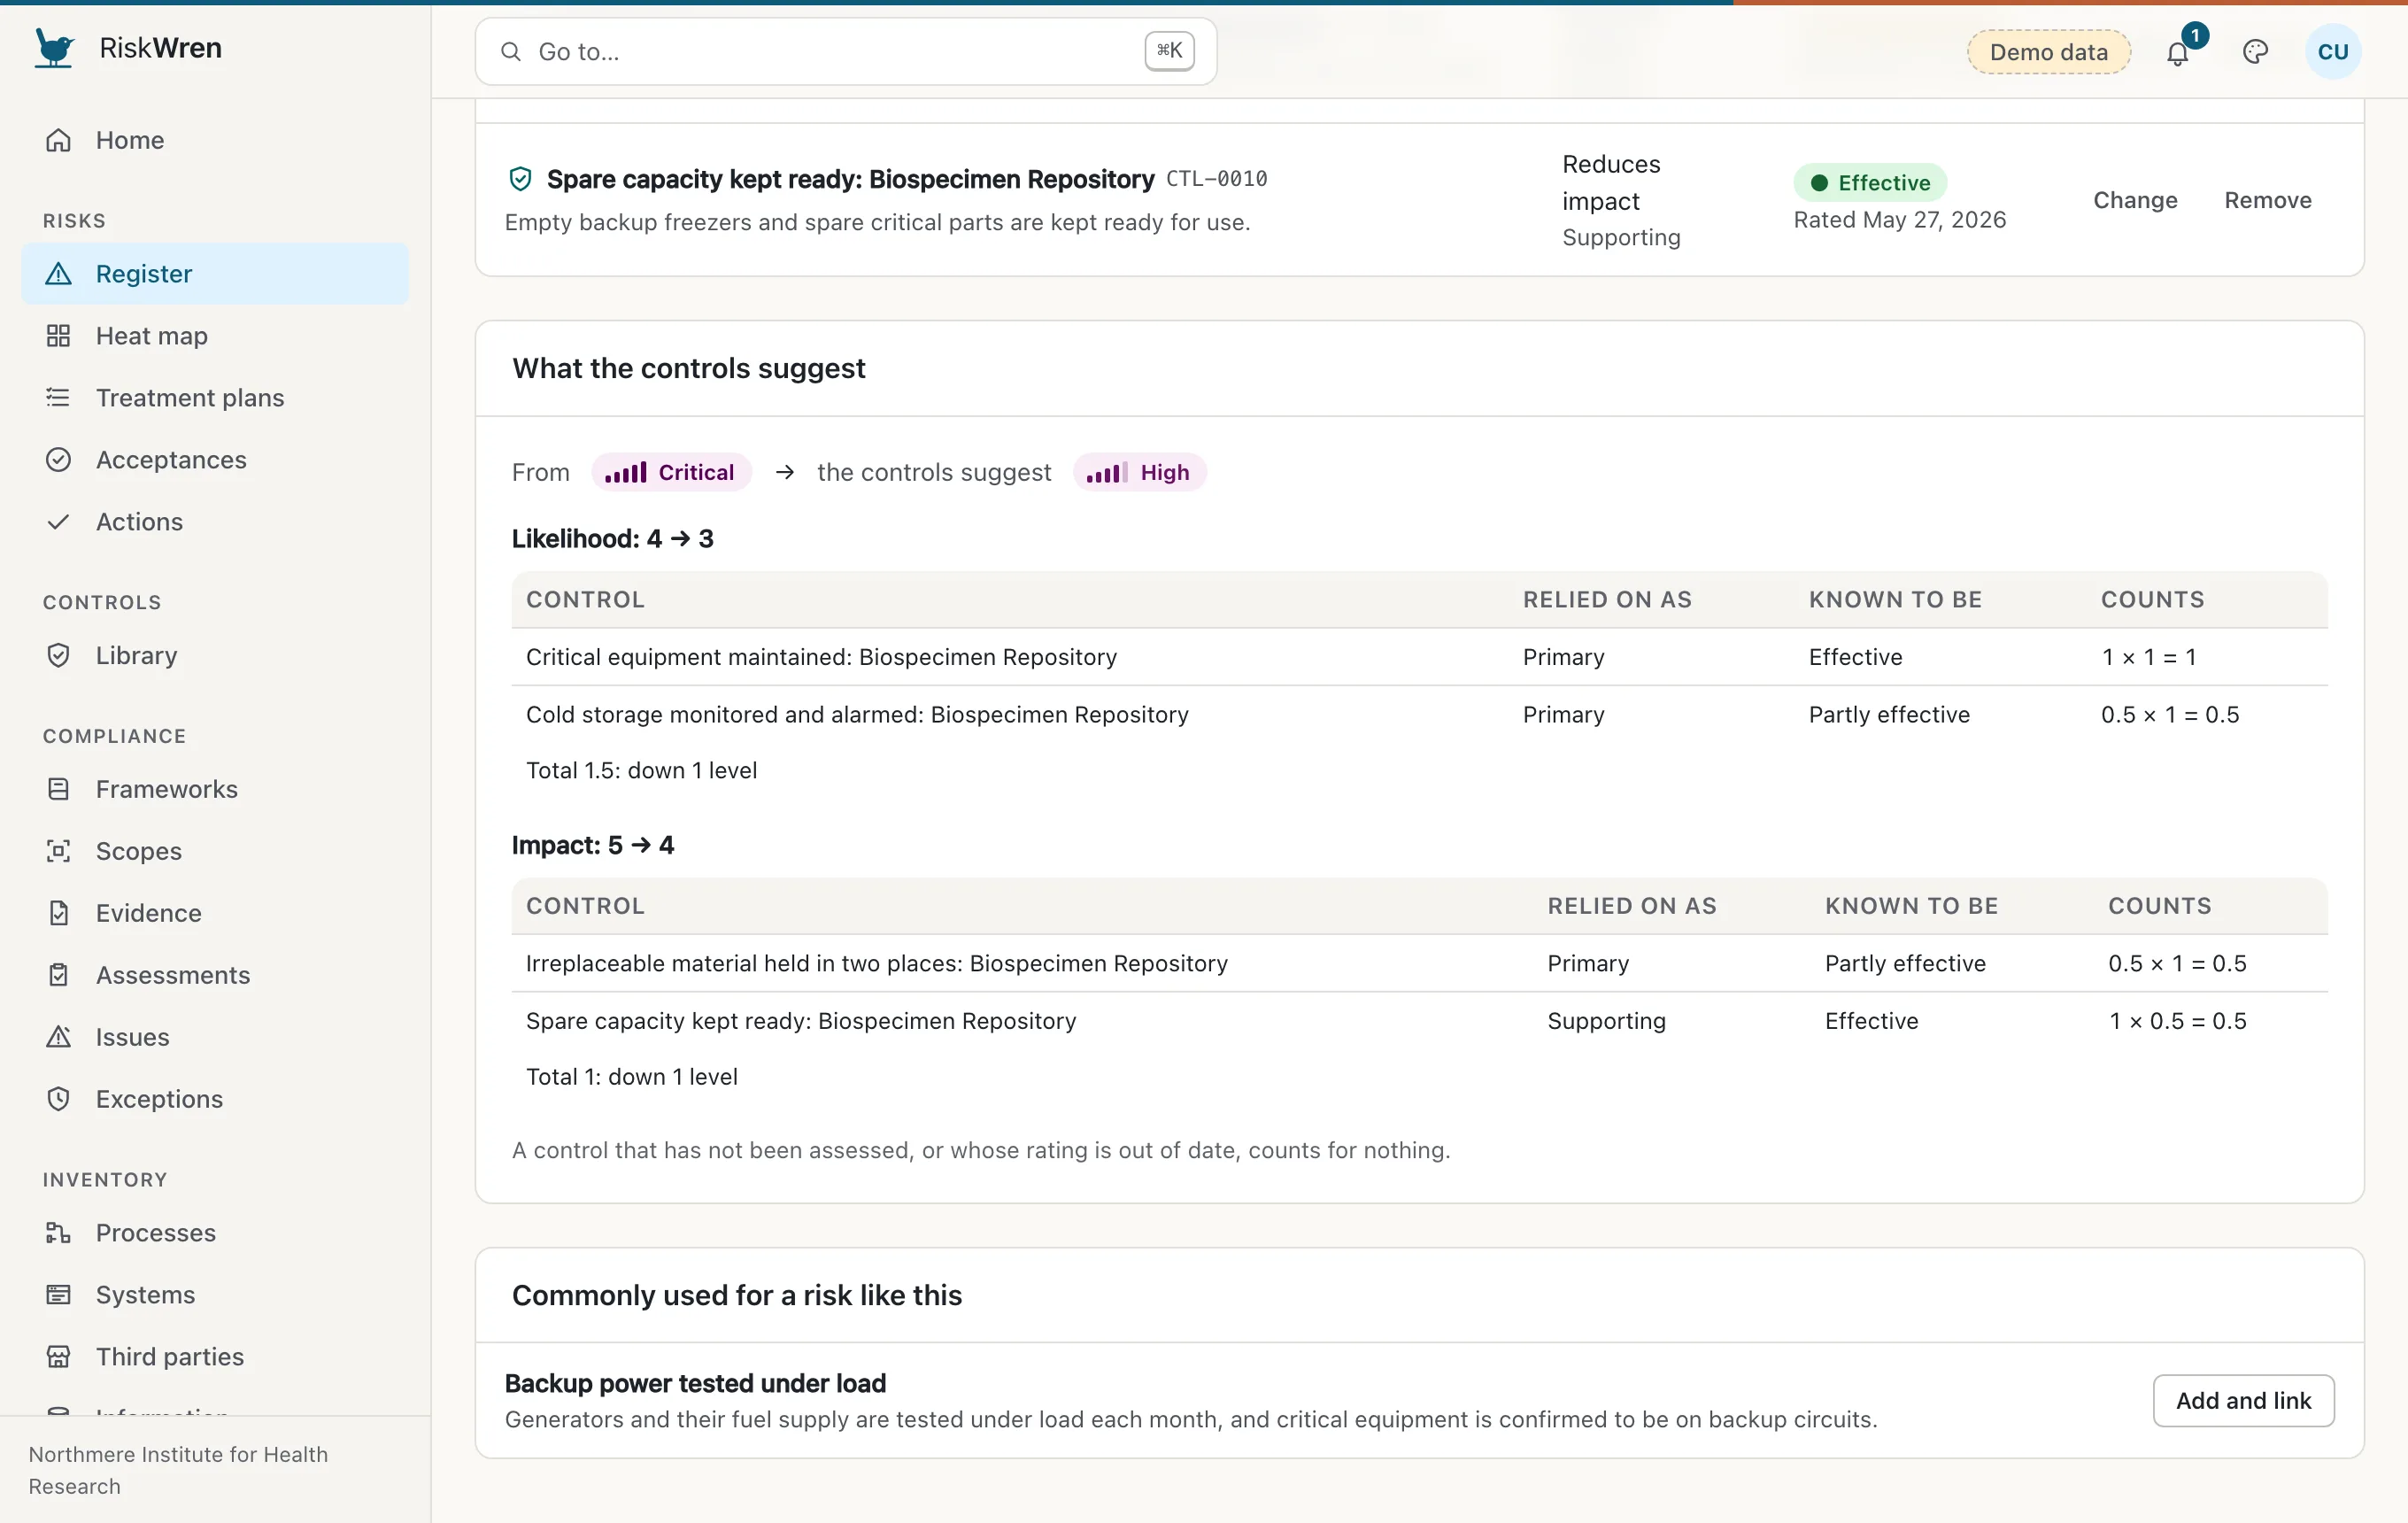 RiskWren
Go to...
⌘K
Demo data
1
CU
Home
RISKS
Register
Heat map
Treatment plans
Acceptances
Actions
CONTROLS
Library
COMPLIANCE
Frameworks
Scopes
Evidence
Assessments
Issues
Exceptions
INVENTORY
Processes
Systems
Third parties
Northmere Institute for Health
Research
Spare capacity kept ready: Biospecimen Repository CTL-0010
Empty backup freezers and spare critical parts are kept ready for use.
Reduces
impact
Supporting
Effective
Rated May 27, 2026
Change
Remove
What the controls suggest
From Critical → the controls suggest High
Likelihood: 4 → 3
CONTROL RELIED ON AS KNOWN TO BE COUNTS
Critical equipment maintained: Biospecimen Repository Primary Effective 1 × 1 = 1
Cold storage monitored and alarmed: Biospecimen Repository Primary Partly effective 0.5 × 1 = 0.5
Total 1.5: down 1 level
Impact: 5 → 4
CONTROL RELIED ON AS KNOWN TO BE COUNTS
Irreplaceable material held in two places: Biospecimen Repository Primary Partly effective 0.5 × 1 = 0.5
Spare capacity kept ready: Biospecimen Repository Supporting Effective 1 × 0.5 = 0.5
Total 1: down 1 level
A control that has not been assessed, or whose rating is out of date, counts for nothing.
Commonly used for a risk like this
Backup power tested under load
Generators and their fuel supply are tested under load each month, and critical equipment is confirmed to be on backup circuits.
Add and link